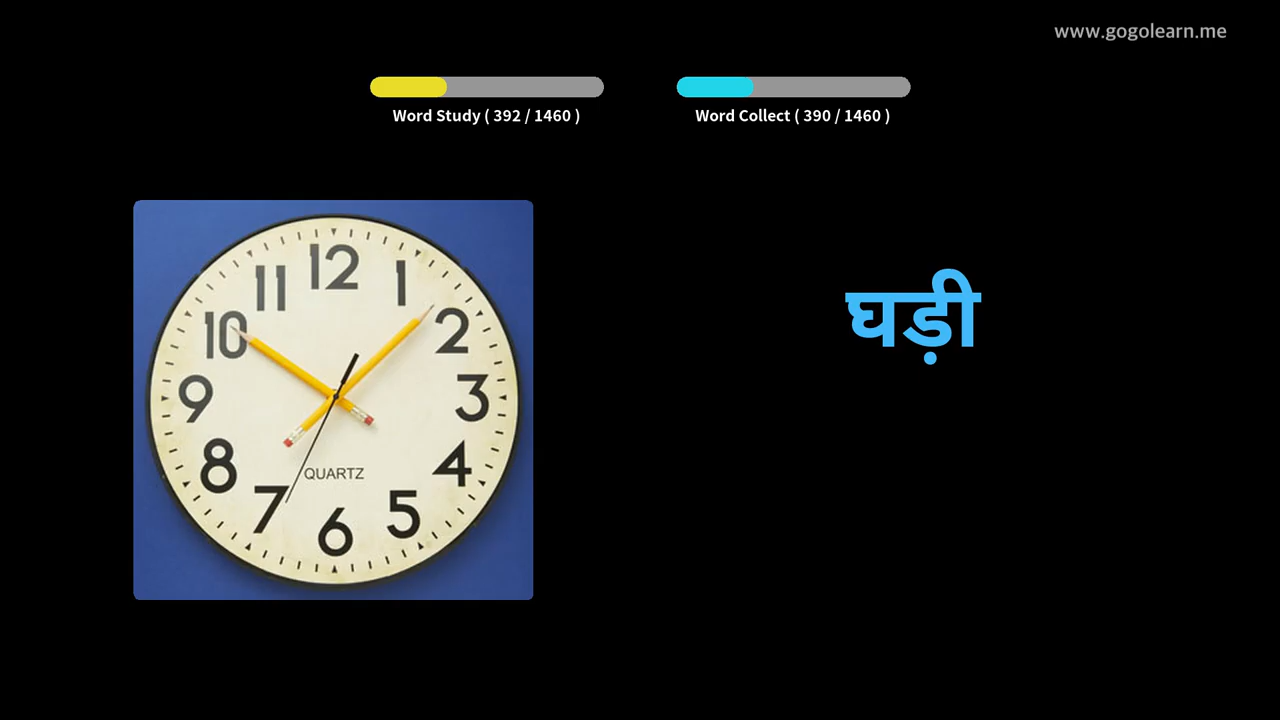 www.gogolearn.me
Word Study ( 392 / 1460 )
Word Collect ( 390 / 1460 )
12
11
1
10
2
9
3
8
4
7
5
6
QUARTZ
घड़ी